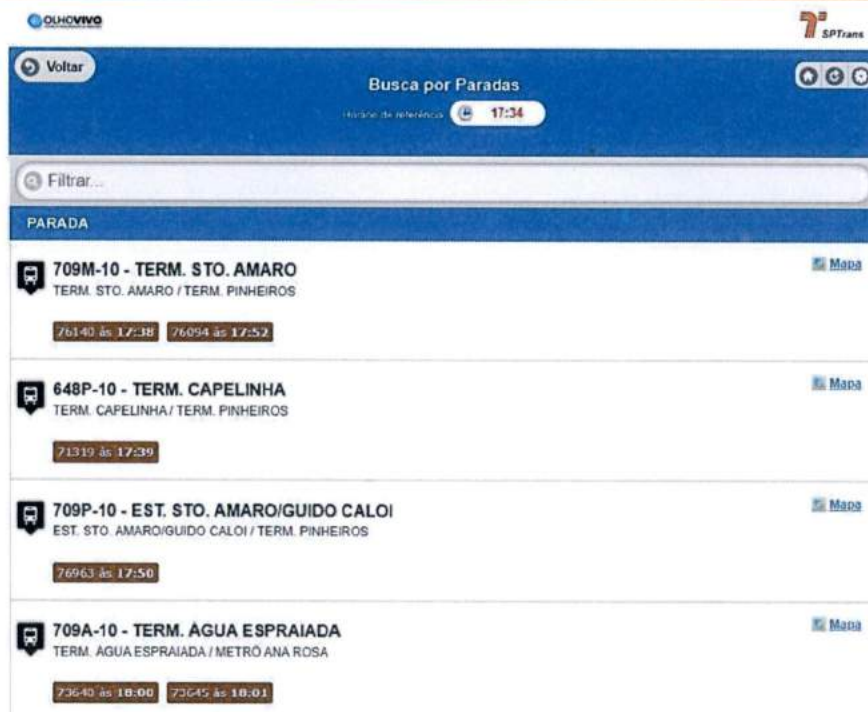 OLHOVIVO
SPTrans
Voltar
Busca por Paradas
Horário de referência 17:34
Filtrar...
PARADA
709M-10 - TERM. STO. AMARO
Mapa
TERM. STO. AMARO / TERM. PINHEIROS
76140 às 17:38 76094 às 17:52
648P-10 - TERM. CAPELINHA
Mapa
TERM. CAPELINHA / TERM. PINHEIROS
71319 às 17:39
709P-10 - EST. STO. AMARO/GUIDO CALOI
Mapa
EST. STO. AMARO/GUIDO CALOI / TERM. PINHEIROS
76963 às 17:50
709A-10 - TERM. ÁGUA ESPRAIADA
Mapa
TERM. ÁGUA ESPRAIADA / METRÔ ANA ROSA
73640 às 18:00 73645 às 18:01